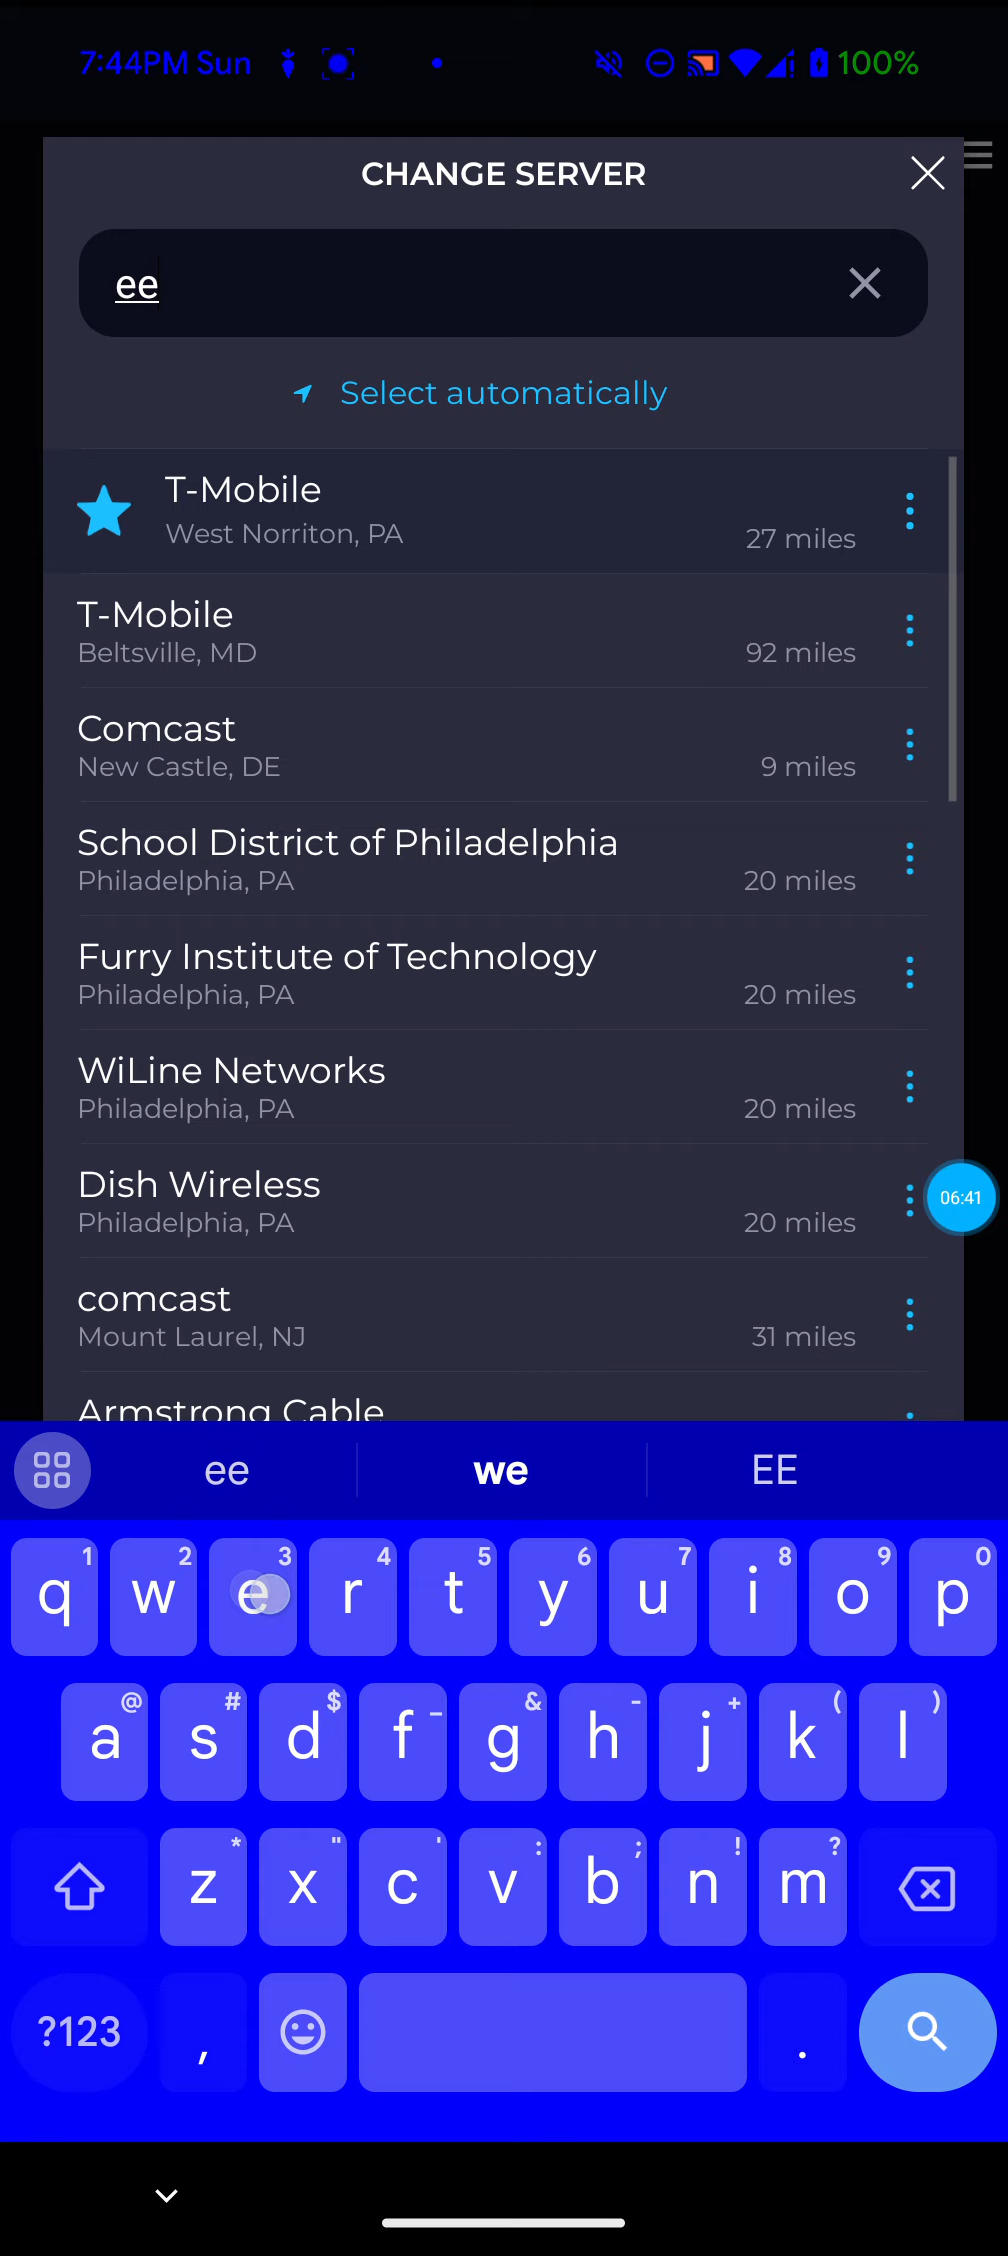 7:44PM Sun 100%
CHANGE SERVER
ee
Select automatically
T-Mobile
West Norriton, PA 27 miles
T-Mobile
Beltsville, MD 92 miles
Comcast
New Castle, DE 9 miles
School District of Philadelphia
Philadelphia, PA 20 miles
Furry Institute of Technology
Philadelphia, PA 20 miles
WiLine Networks
Philadelphia, PA 20 miles
Dish Wireless
Philadelphia, PA 20 miles
06:41
comcast
Mount Laurel, NJ 31 miles
Armstrong Cable
ee we EE
1 2 3 4 5 6 7 8 9 0
q w e r t y u i o p
@ # $ _ & - + ( )
a s d f g h j k l
* " ' : ; ! ?
z x c v b n m
?123 , .